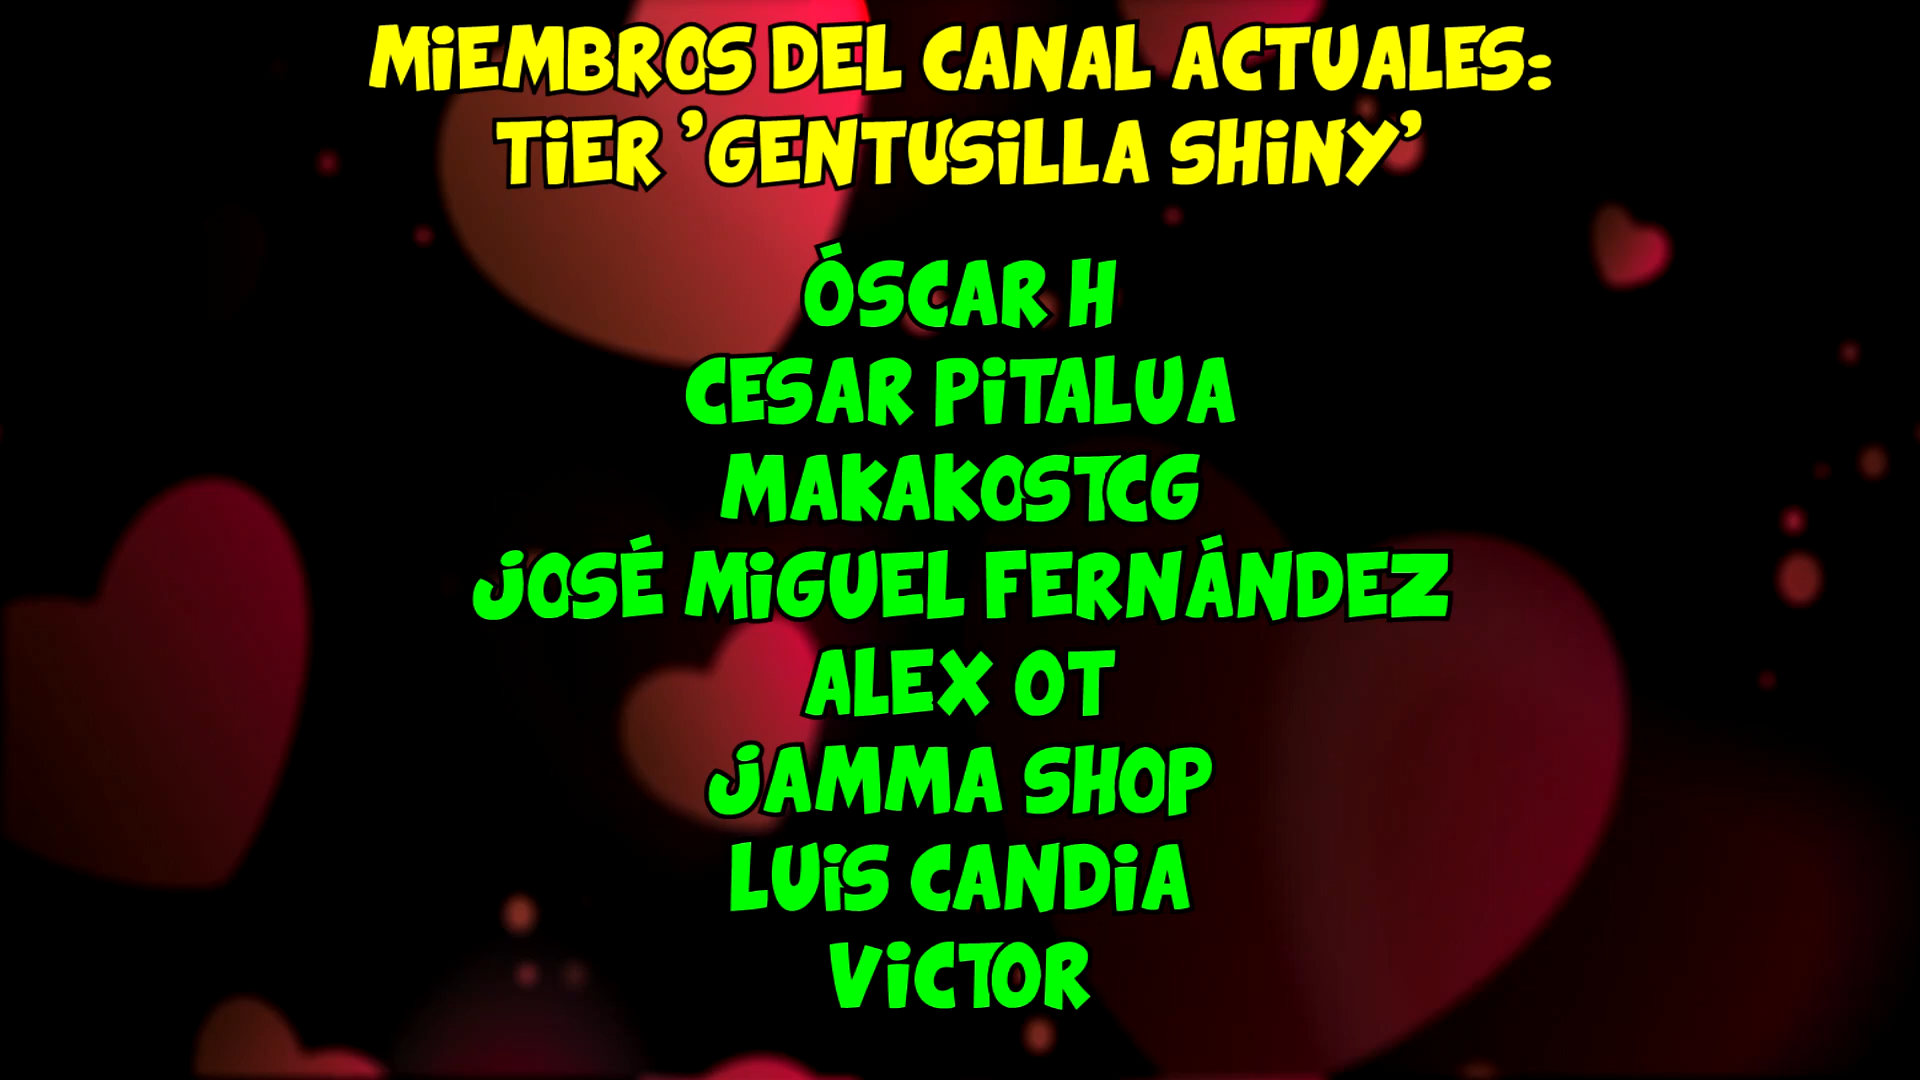 MIEMBROS DEL CANAL ACTUALES:
TIER 'GENTUSILLA SHINY'
ÓSCAR H
CESAR PITALUA
MAKAKOSTCG
JOSÉ MIGUEL FERNÁNDEZ
ALEX OT
JAMMA SHOP
LUIS CANDIA
VICTOR